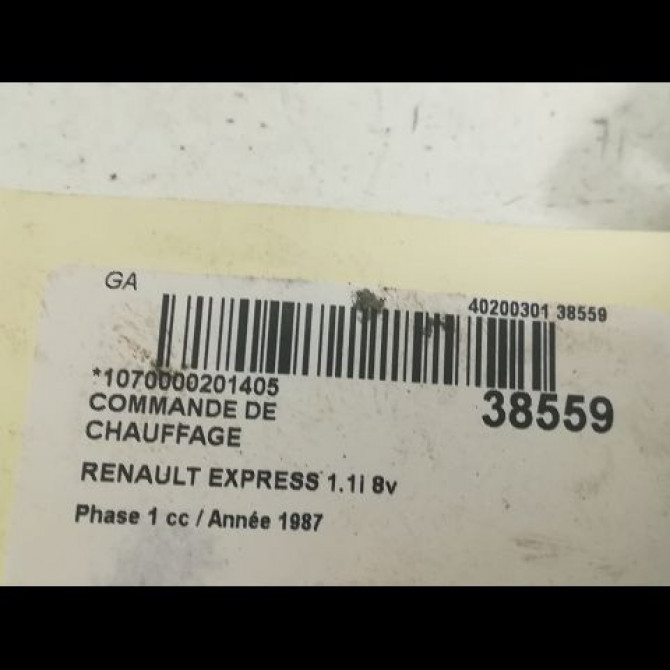 GA
40200301 38559
*1070000201405
38559
COMMANDE DE
CHAUFFAGE
RENAULT EXPRESS 1.1i 8v
Phase 1 cc / Année 1987